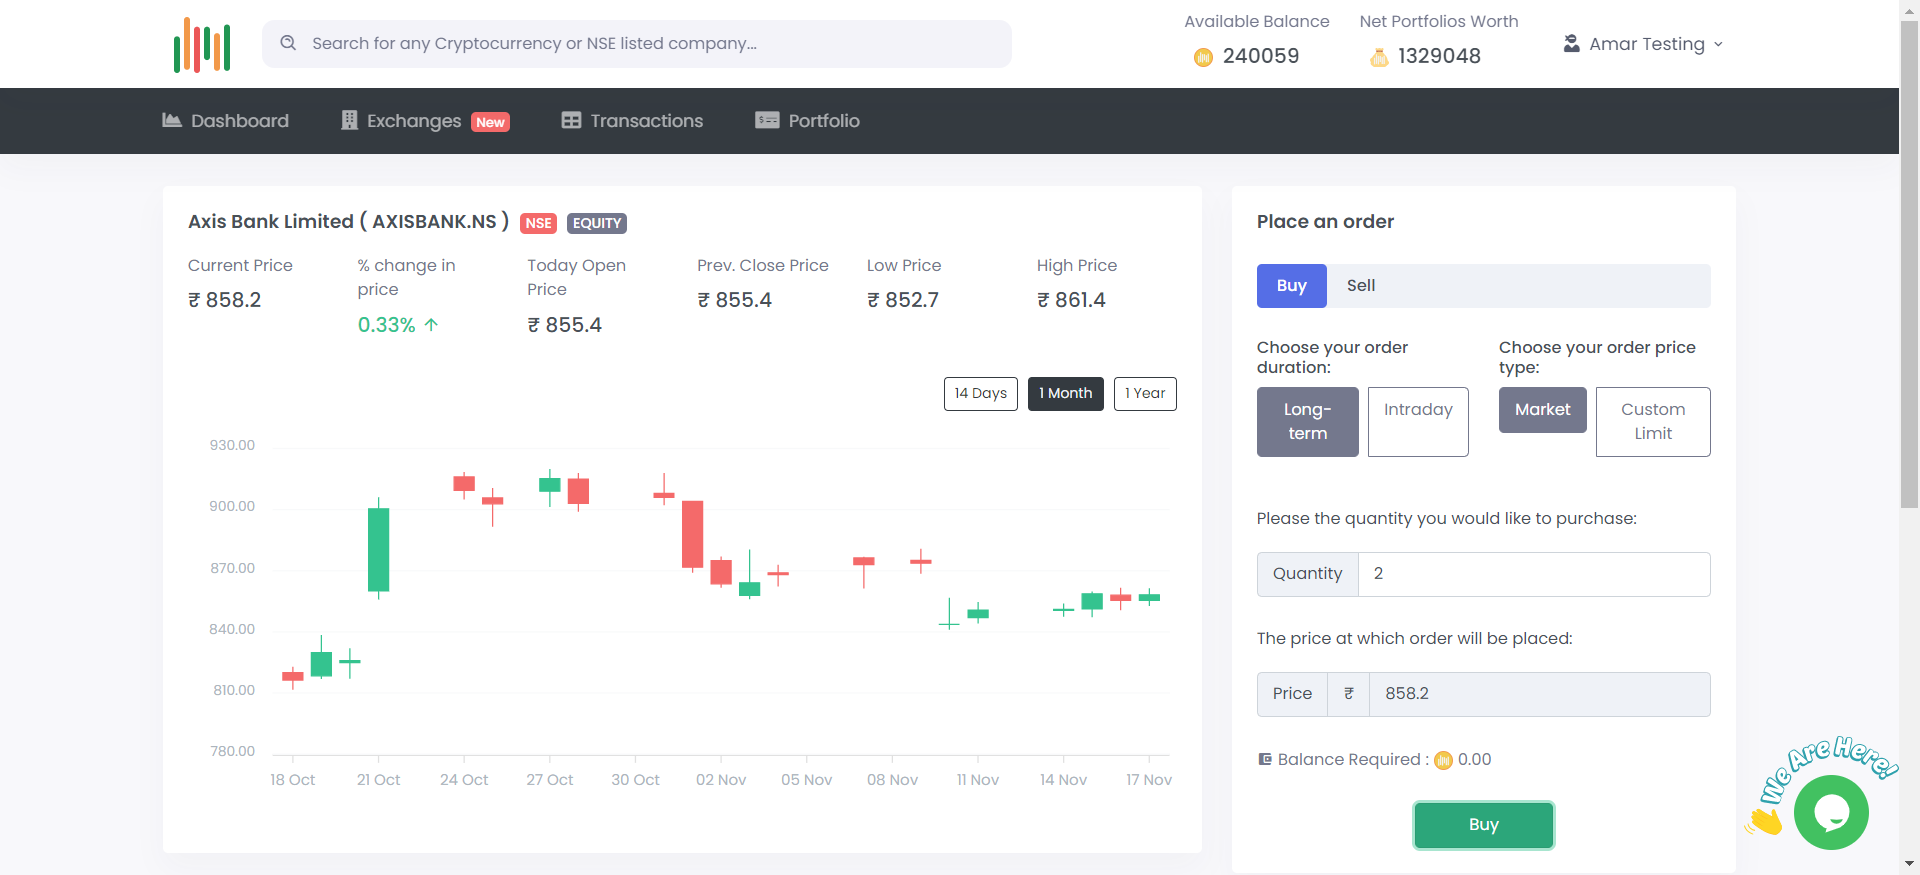 Search for any Cryptocurrency or NSE listed company...
Available Balance
240059
Net Portfolios Worth
1329048
Amar Testing
Dashboard
Exchanges New
Transactions
Portfolio
Axis Bank Limited ( AXISBANK.NS ) NSE EQUITY
Current Price
₹ 858.2
% change in
price
0.33%
Today Open
Price
₹ 855.4
Prev. Close Price
₹ 855.4
Low Price
₹ 852.7
High Price
₹ 861.4
14 Days
1 Month
1 Year
930.00
900.00
870.00
840.00
810.00
780.00
18 Oct
21 Oct
24 Oct
27 Oct
30 Oct
02 Nov
05 Nov
08 Nov
11 Nov
14 Nov
17 Nov
Place an order
Buy
Sell
Choose your order
duration:
Long-
term
Intraday
Choose your order price
type:
Market
Custom
Limit
Please the quantity you would like to purchase:
Quantity
2
The price at which order will be placed:
Price
₹
858.2
Balance Required : 0.00
Buy
We Are Here!